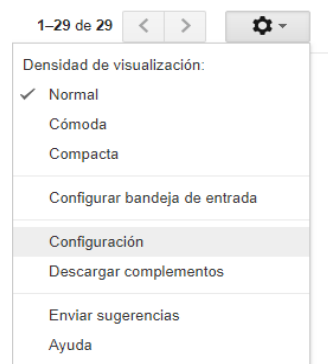 1–29 de 29
Densidad de visualización:
Normal
Cómoda
Compacta
Configurar bandeja de entrada
Configuración
Descargar complementos
Enviar sugerencias
Ayuda